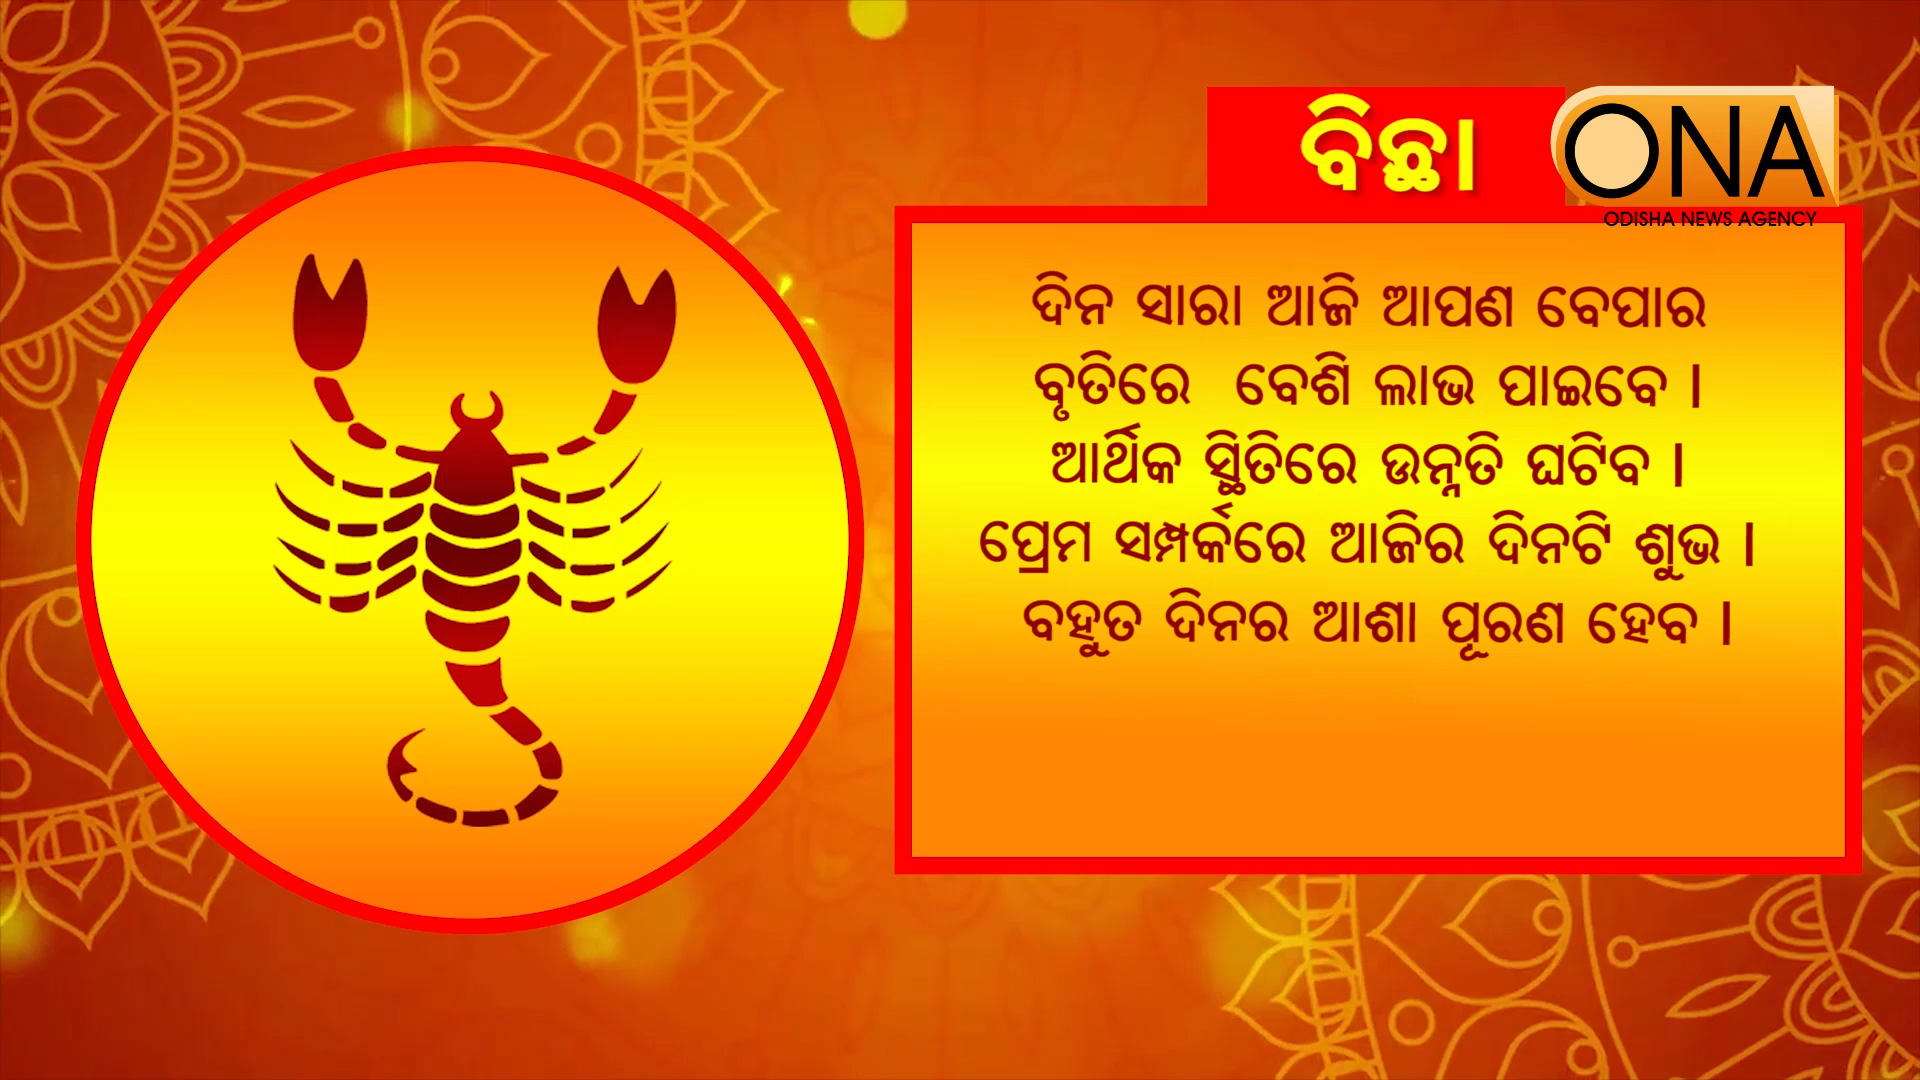 ବିଛା
ONA
ODISHA NEWS AGENCY
ଦିନ ସାରା ଆଜି ଆପଣ ବେପାର
ବୃତିରେ ବେଶି ଲାଭ ପାଇବେ ।
ଆର୍ଥିକ ସ୍ଥିତିରେ ଉନ୍ନତି ଘଟିବ ।
ପ୍ରେମ ସମ୍ପର୍କରେ ଆଜିର ଦିନଟି ଶୁଭ ।
ବହୁତ ଦିନର ଆଶା ପୂରଣ ହେବ ।